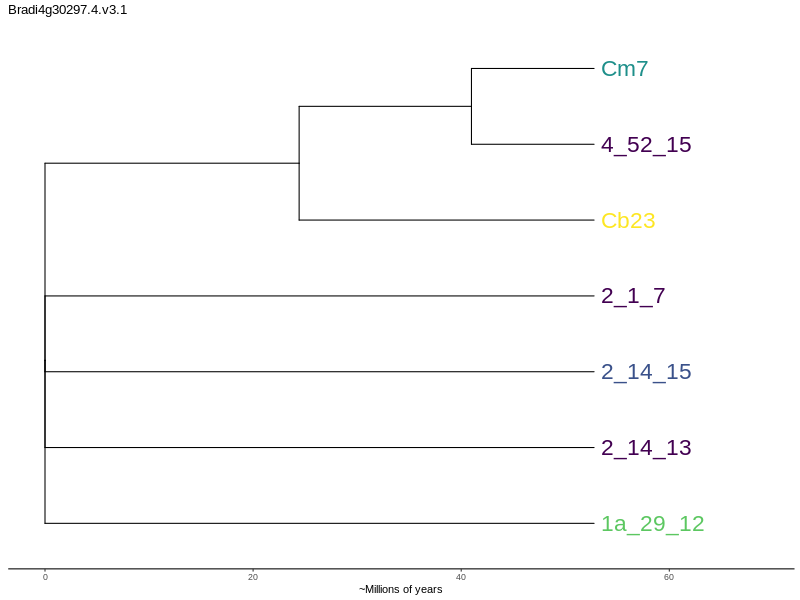 Bradi4g30297.4.v3.1
Cm7
4_52_15
Cb23
2_1_7
2_14_15
2_14_13
1a_29_12
0 20 40 60
~Millions of years